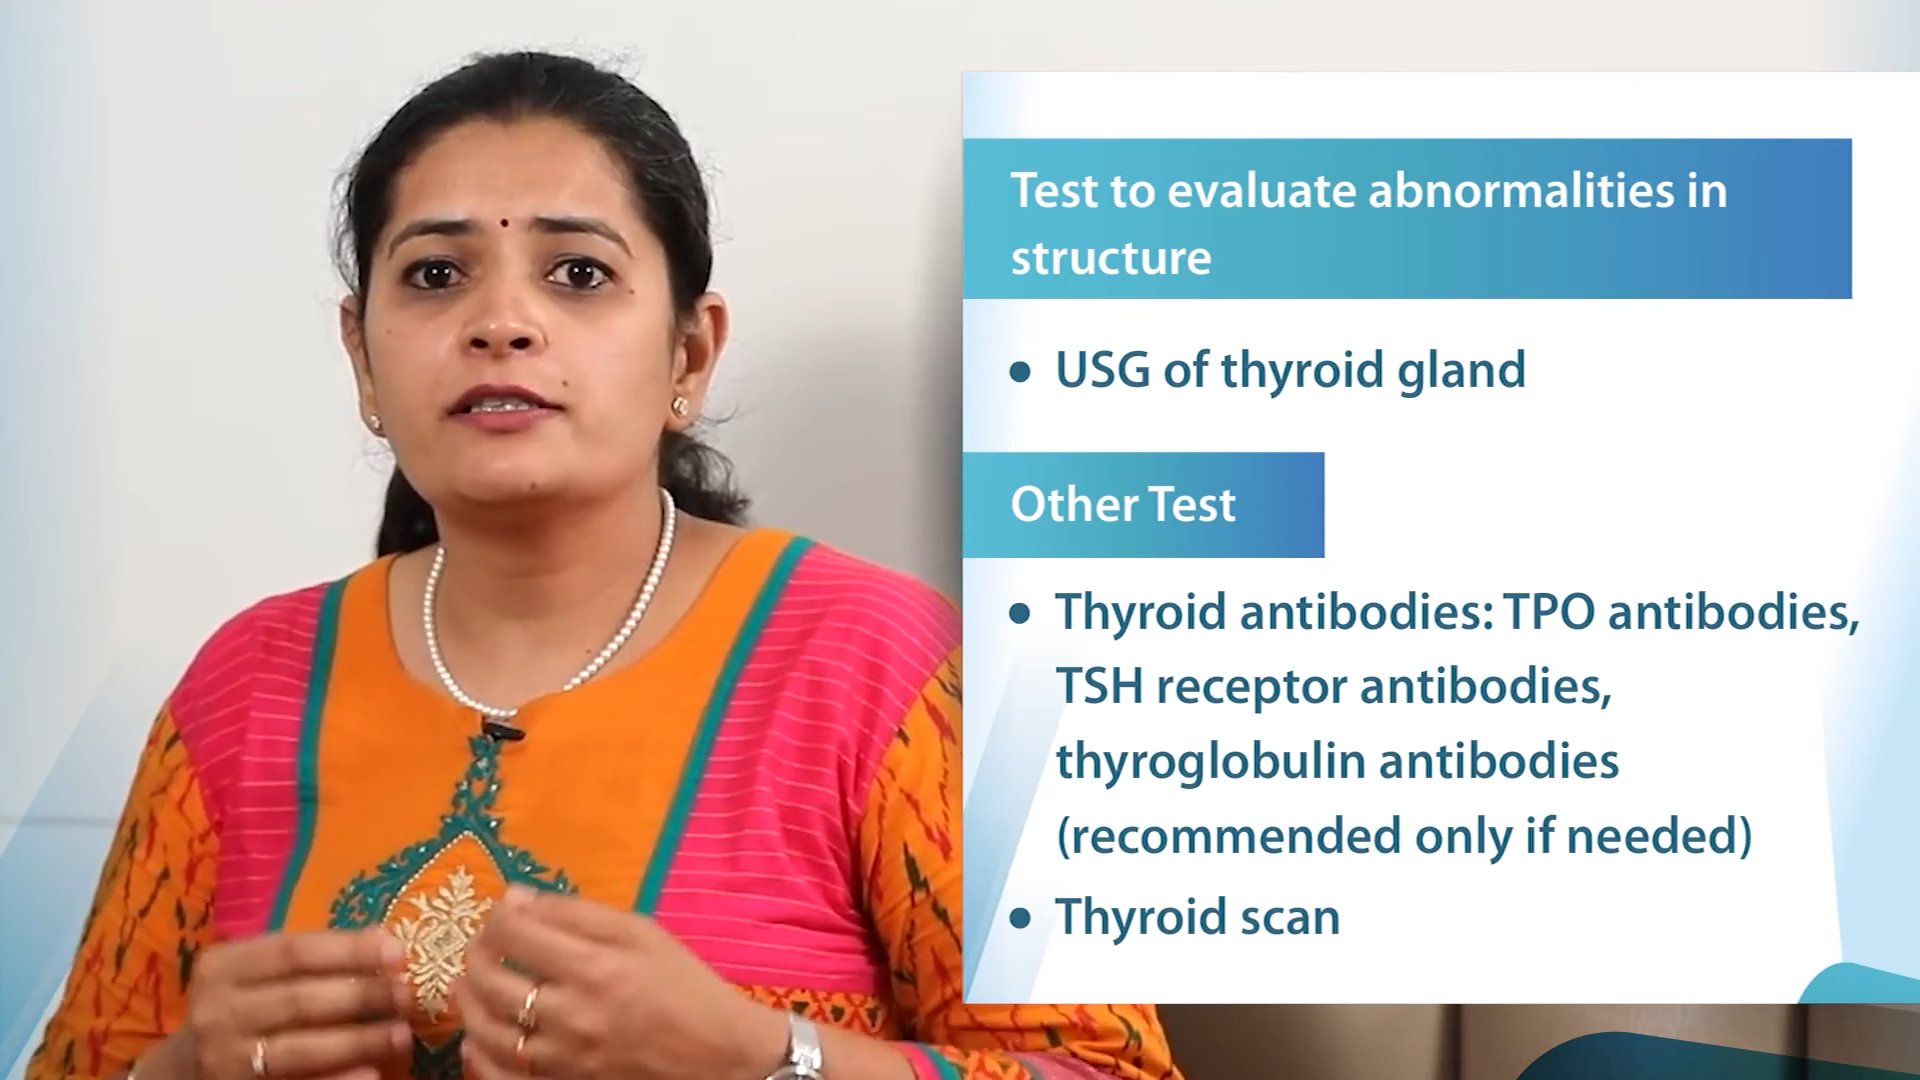 Test to evaluate abnormalities in
structure
• USG of thyroid gland
Other Test
• Thyroid antibodies: TPO antibodies,
TSH receptor antibodies,
thyroglobulin antibodies
(recommended only if needed)
• Thyroid scan